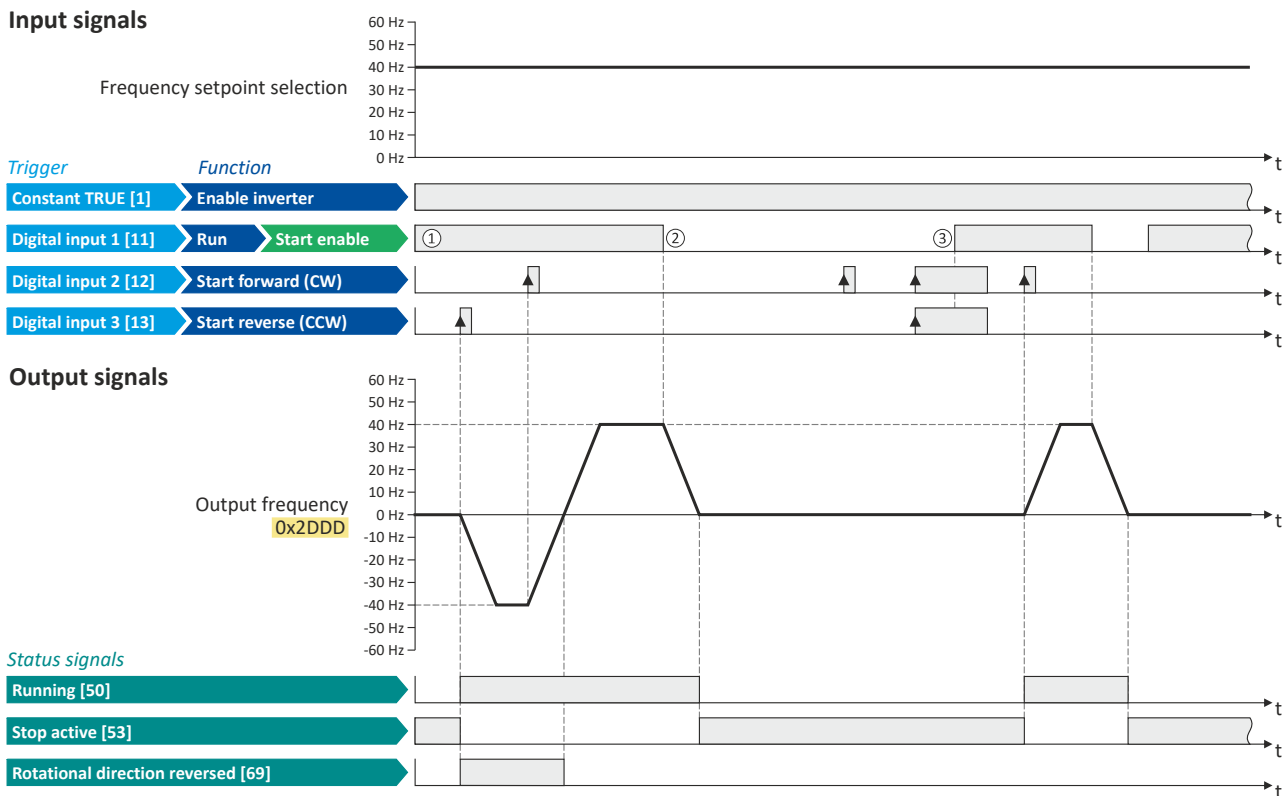 Input signals
60 Hz
50 Hz
40 Hz
Frequency setpoint selection
30 Hz
20 Hz
10 Hz
0 Hz
t
Trigger Function
Constant TRUE [1] Enable inverter
t
Digital input 1 [11] Run Start enable ① ② ③
t
Digital input 2 [12] Start forward (CW)
t
Digital input 3 [13] Start reverse (CCW)
t
Output signals
60 Hz
50 Hz
40 Hz
30 Hz
20 Hz
10 Hz
Output frequency
0 Hz
t
0x2DDD
-10 Hz
-20 Hz
-30 Hz
-40 Hz
-50 Hz
-60 Hz
Status signals
Running [50]
t
Stop active [53]
t
Rotational direction reversed [69]
t